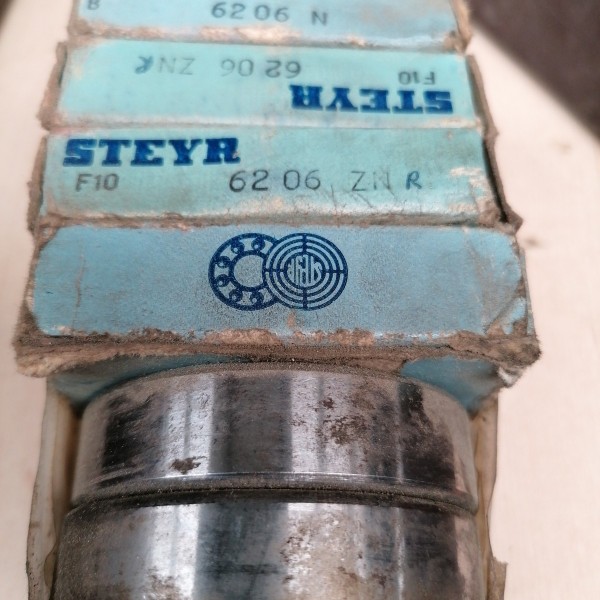 B 6206 N
6206 ZNR
F10
STEYR
STEYR
F10 6206 ZNR